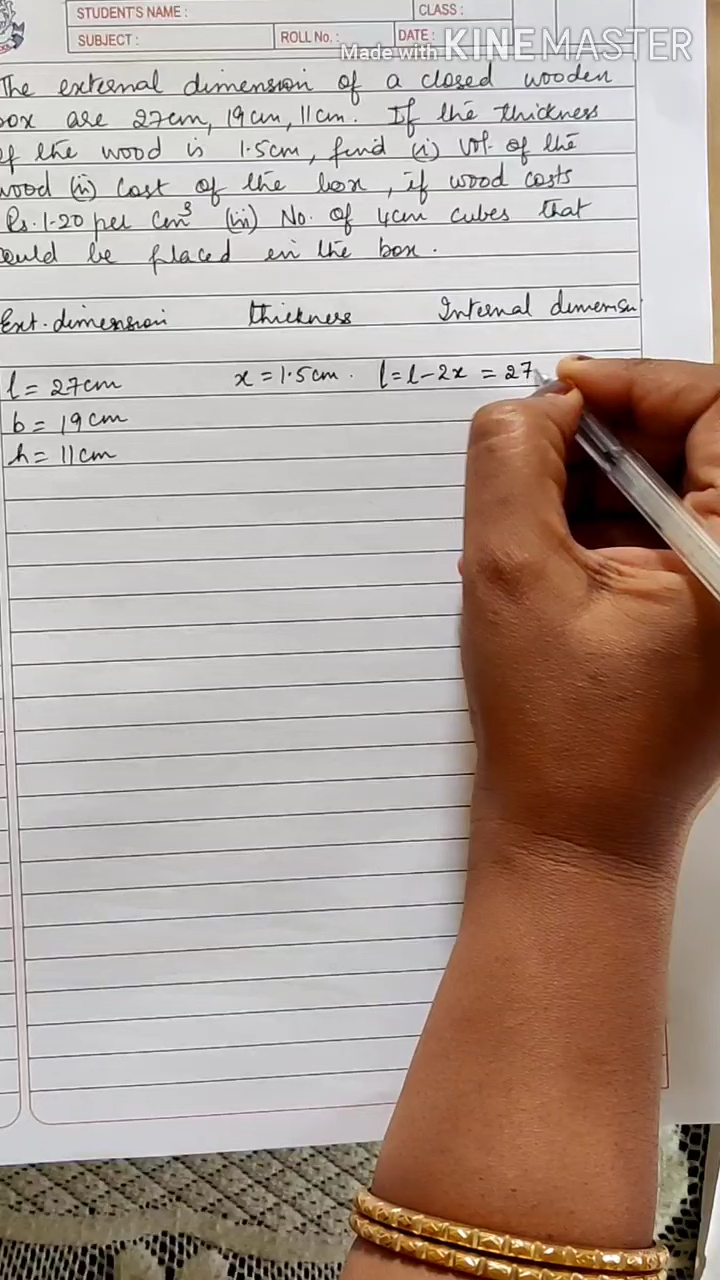 STUDENT'S NAME : CLASS :
SUBJECT : ROLL No. : DATE :
Made with KINEMASTER
The external dimension of a closed wooden
box are 27cm, 19cm, 11cm. If the thickness
of the wood is 1.5cm, find (i) vol. of the
wood (ii) cost of the box, if wood costs
Rs. 1.20 per cm³ (iii) No. of 4cm cubes that
could be placed in the box.
Ext. dimension thickness Internal dimension
l = 27cm x = 1.5cm. l = l - 2x = 27
b = 19cm
h = 11cm